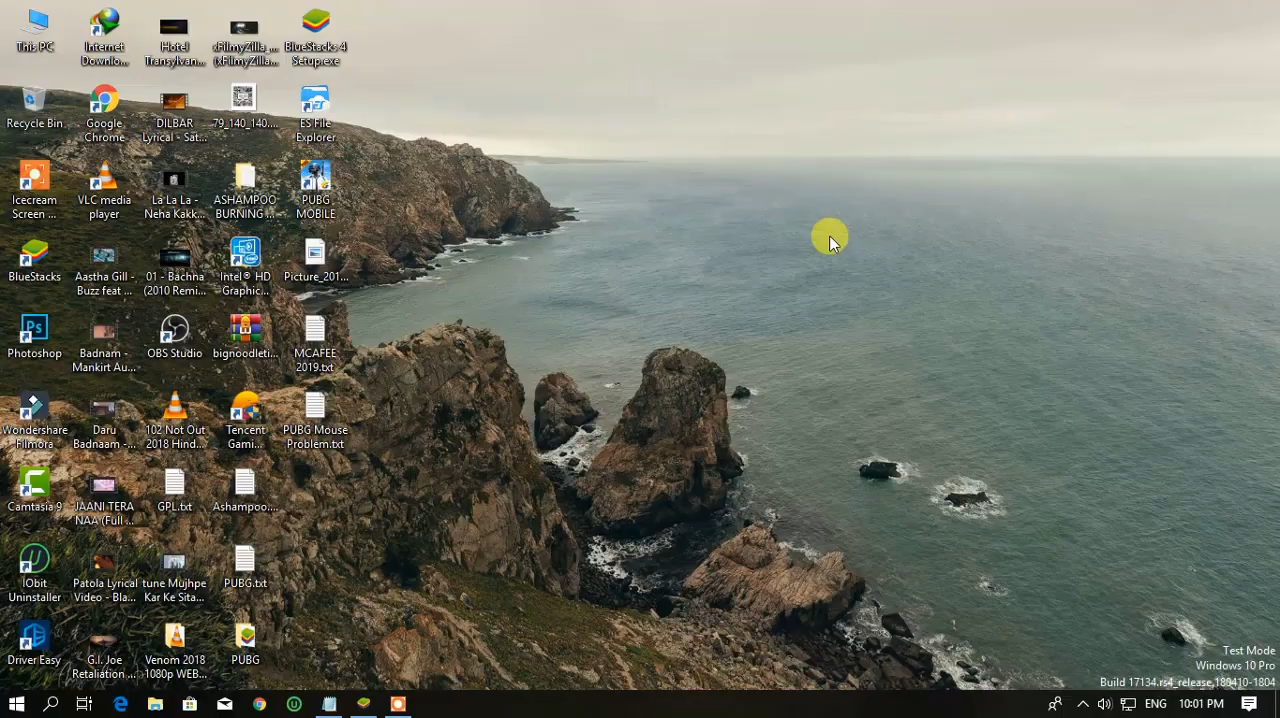 This PC
Internet
Downlo...
Hotel
Transylvan...
xFilmyZilla_...
(xFilmyZilla...
BlueStacks 4
Setup.exe
Recycle Bin
Google
Chrome
DILBAR
Lyrical - Sat...
79_140_140....
ES File
Explorer
Icecream
Screen ...
VLC media
player
La La La -
Neha Kakk...
ASHAMPOO
BURNING ...
PUBG
MOBILE
BlueStacks
Aastha Gill -
Buzz feat ...
01 - Bachna
(2010 Remi...
Intel® HD
Graphic...
Picture_201...
Photoshop
Badnam -
Mankirt Au...
OBS Studio
bignoodleti...
MCAFEE
2019.txt
Wondershare
Filmora
Daru
Badnaam -...
102 Not Out
2018 Hind...
Tencent
Gami...
PUBG Mouse
Problem.txt
Camtasia 9
JAANI TERA
NAA (Full ...
GPL.txt
Ashampoo....
IObit
Uninstaller
Patola Lyrical
Video - Bla...
tune Mujhpe
Kar Ke Sita...
PUBG.txt
Driver Easy
G.I. Joe
Retaliation ...
Venom 2018
1080p WEB...
PUBG
Test Mode
Windows 10 Pro
Build 17134.rs4_release.180410-1804
ENG
10:01 PM